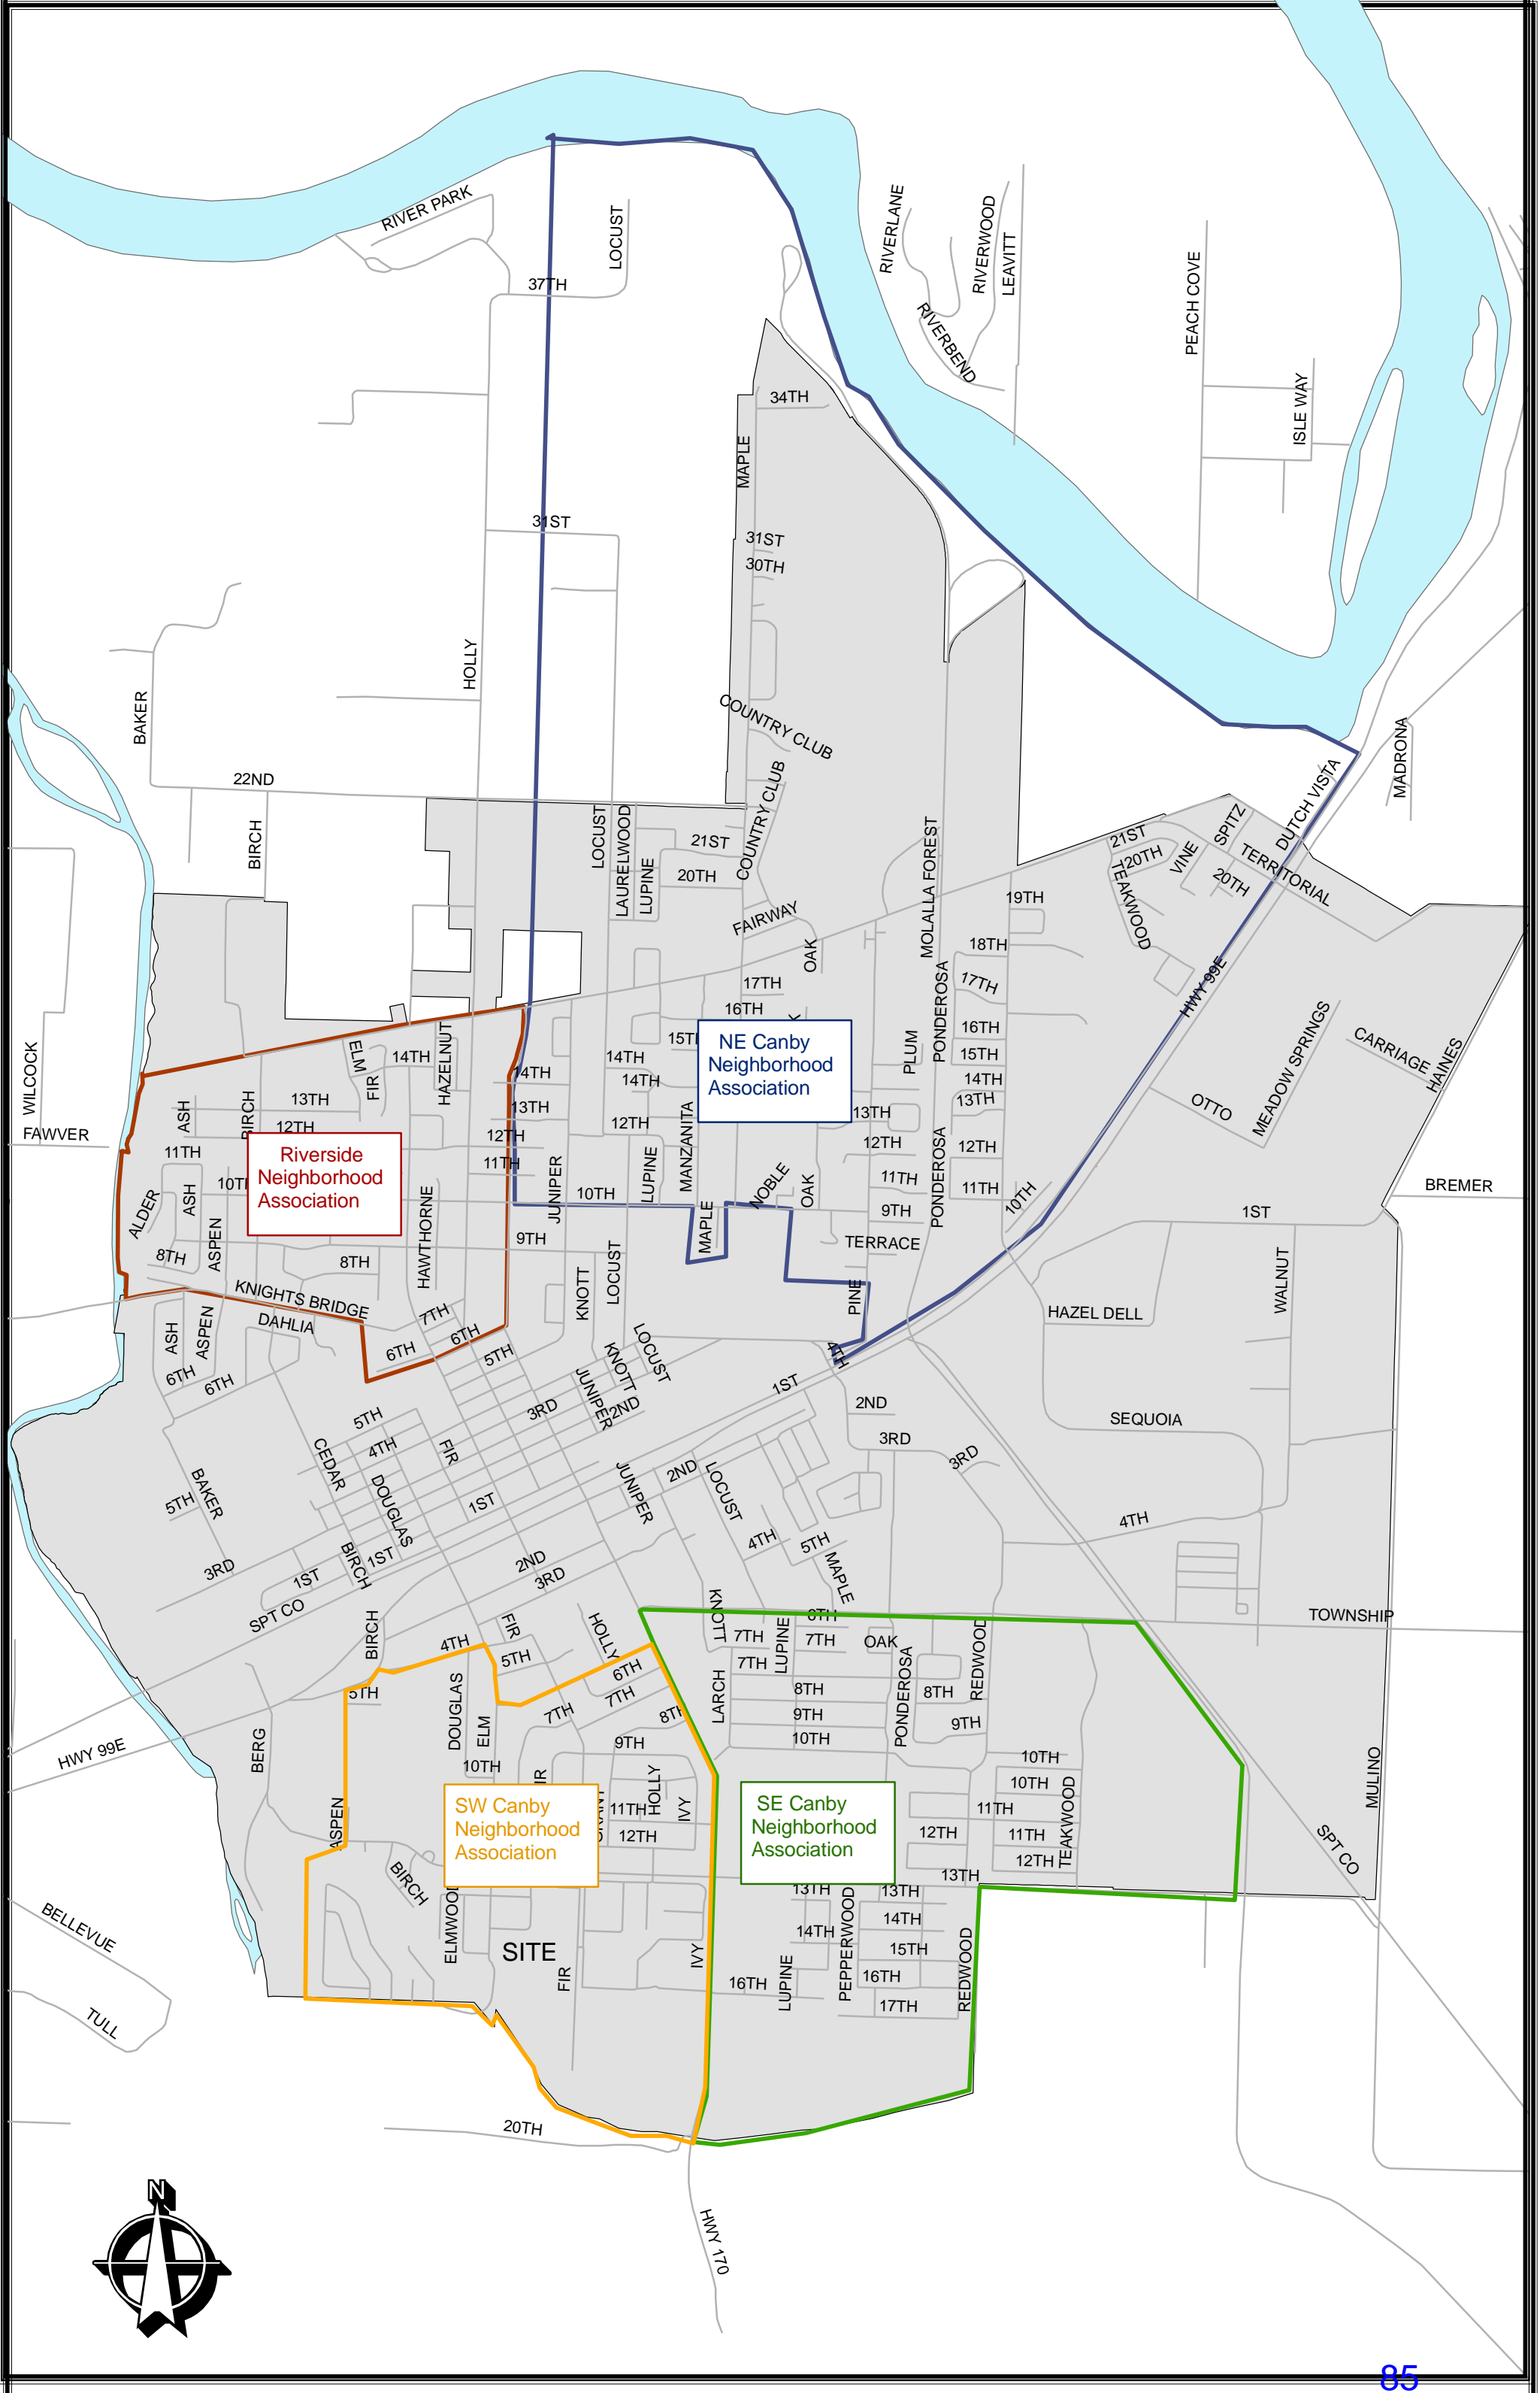 RIVER PARK
LOCUST
37TH
RIVERLANE
RIVERWOOD
LEAVITT
RIVERBEND
PEACH COVE
ISLE WAY
34TH
MAPLE
31ST
31ST
30TH
HOLLY
BAKER
COUNTRY CLUB
MADRONA
22ND
BIRCH
LOCUST
LAURELWOOD
LUPINE
21ST
20TH
COUNTRY CLUB
FAIRWAY
OAK
MOLALLA FOREST
21ST
20TH
TEAKWOOD
VINE
SPITZ
20TH
DUTCH VISTA
TERRITORIAL
19TH
18TH
17TH
17TH
16TH
PONDEROSA
HWY 99E
WILCOCK
FAWVER
ELM
FIR
14TH
HAZELNUT
14TH
14TH
14TH
NE Canby
Neighborhood
Association
PLUM
16TH
15TH
14TH
13TH
OTTO
MEADOW SPRINGS
CARRIAGE
HAINES
ASH
BIRCH
13TH
12TH
13TH
12TH
11TH
12TH
MANZANITA
13TH
12TH
12TH
11TH
Riverside
Neighborhood
Association
11TH
ALDER
ASH
ASPEN
8TH
8TH
HAWTHORNE
JUNIPER
10TH
LUPINE
NOBLE
OAK
MAPLE
11TH
PONDEROSA
9TH
TERRACE
10TH
BREMER
1ST
9TH
LOCUST
KNOTT
PINE
WALNUT
HAZEL DELL
KNIGHTS BRIDGE
DAHLIA
ASH
ASPEN
7TH
6TH
6TH
5TH
4TH
6TH
6TH
LOCUST
KNOTT
JUNIPER
2ND
3RD
1ST
2ND
3RD
3RD
SEQUOIA
5TH
4TH
FIR
CEDAR
DOUGLAS
BAKER
5TH
1ST
JUNIPER
2ND
LOCUST
4TH
5TH
MAPLE
4TH
3RD
1ST
BIRCH
1ST
2ND
3RD
SPT CO
TOWNSHIP
BIRCH
4TH
FIR
5TH
HOLLY
6TH
7TH
7TH
KNOTT
6TH
7TH
LUPINE
7TH
OAK
REDWOOD
PONDEROSA
7TH
8TH
8TH
LARCH
9TH
9TH
10TH
5TH
DOUGLAS
ELM
10TH
9TH
HOLLY
IVY
HWY 99E
BERG
ASPEN
SW Canby
Neighborhood
Association
11TH
12TH
SE Canby
Neighborhood
Association
10TH
10TH
11TH
11TH
12TH
12TH
TEAKWOOD
13TH
MULINO
SPT CO
BIRCH
13TH
13TH
14TH
14TH
15TH
16TH
16TH
17TH
PEPPERWOOD
LUPINE
REDWOOD
SITE
FIR
IVY
BELLEVUE
TULL
20TH
HWY 170
N
85